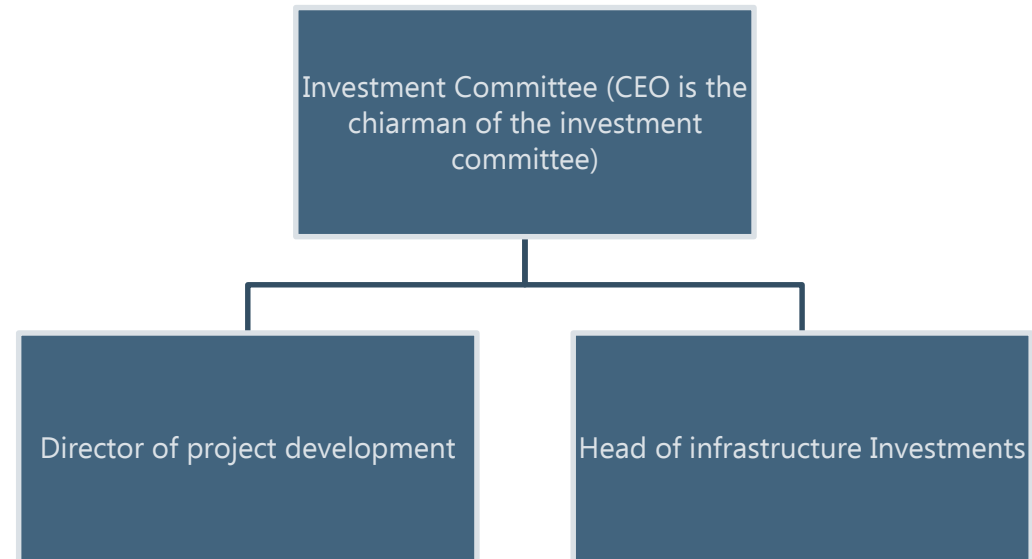 Investment Committee (CEO is the
chiarman of the investment
committee)
Director of project development
Head of infrastructure Investments